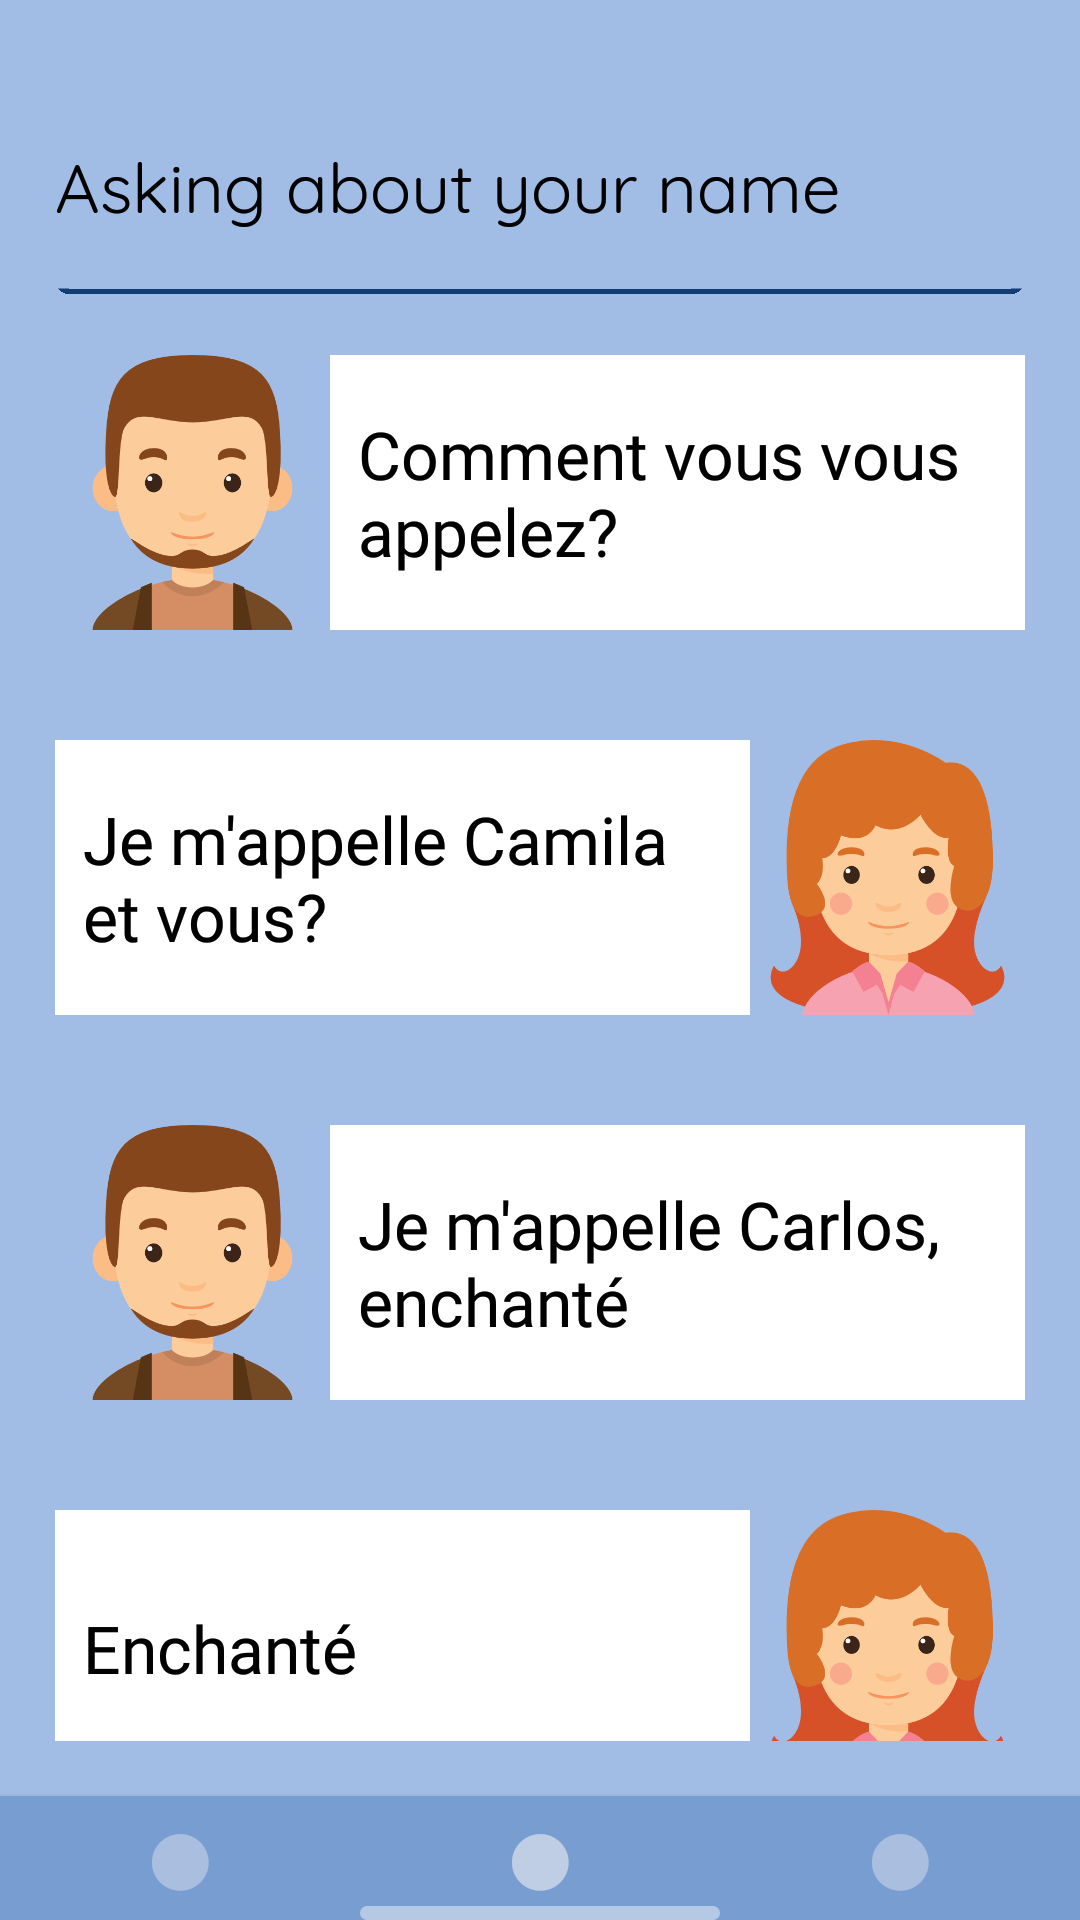 Asking about your name
Comment vous vous
appelez?
Je m'appelle Camila
et vous?
Je m'appelle Carlos,
enchanté
Enchanté